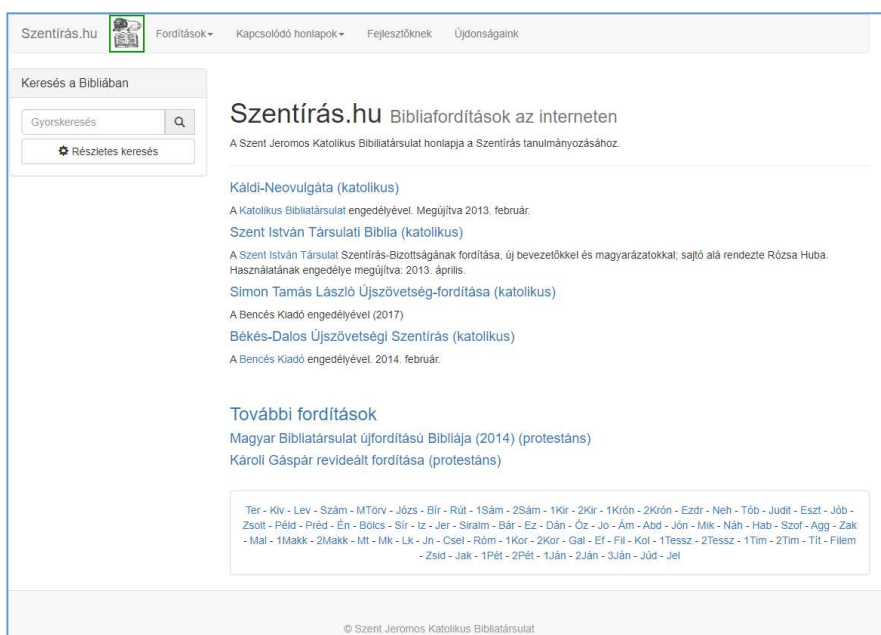 Szentírás.hu Fordítások Kapcsolódó honlapok Fejlesztőknek Újdonságaink
Keresés a Bibliában
Gyorskeresés
Részletes keresés
Szentírás.hu Bibliafordítások az interneten
A Szent Jeromos Katolikus Bibiliatársulat honlapja a Szentírás tanulmányozásához.
Káldi-Neovulgáta (katolikus)
A Katolikus Bibliatársulat engedélyével. Megújítva 2013. február.
Szent István Társulati Biblia (katolikus)
A Szent István Társulat Szentírás-Bizottságának fordítása, új bevezetőkkel és magyarázatokkal; sajtó alá rendezte Rózsa Huba.
Használatának engedélye megújítva: 2013. április.
Simon Tamás László Újszövetség-fordítása (katolikus)
A Bencés Kiadó engedélyével (2017)
Békés-Dalos Újszövetségi Szentírás (katolikus)
A Bencés Kiadó engedélyével. 2014. február.
További fordítások
Magyar Bibliatársulat újfordítású Bibliája (2014) (protestáns)
Károli Gáspár revideált fordítása (protestáns)
Ter - Kiv - Lev - Szám - MTörv - Józs - Bír - Rút - 1Sám - 2Sám - 1Kir - 2Kir - 1Krón - 2Krón - Ezdr - Neh - Tób - Judit - Eszt - Jób -
Zsolt - Péld - Préd - Én - Bölcs - Sír - Iz - Jer - Siralm - Bár - Ez - Dán - Óz - Jo - Ám - Abd - Jón - Mik - Náh - Hab - Szof - Agg - Zak
- Mal - 1Makk - 2Makk - Mt - Mk - Lk - Jn - Csel - Róm - 1Kor - 2Kor - Gal - Ef - Fil - Kol - 1Tessz - 2Tessz - 1Tim - 2Tim - Tít - Filem
- Zsid - Jak - 1Pét - 2Pét - 1Ján - 2Ján - 3Ján - Júd - Jel
© Szent Jeromos Katolikus Bibliatársulat